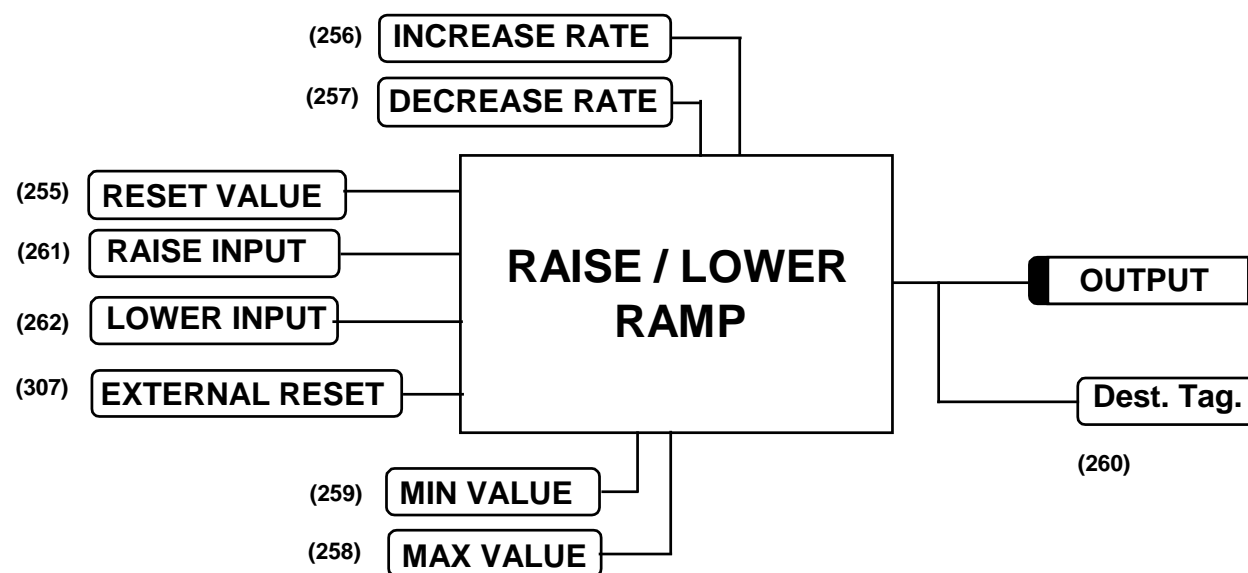 (256) INCREASE RATE
(257) DECREASE RATE
(255) RESET VALUE
(261) RAISE INPUT
(262) LOWER INPUT
(307) EXTERNAL RESET
RAISE / LOWER
RAMP
OUTPUT
Dest. Tag.
(260)
(259) MIN VALUE
(258) MAX VALUE